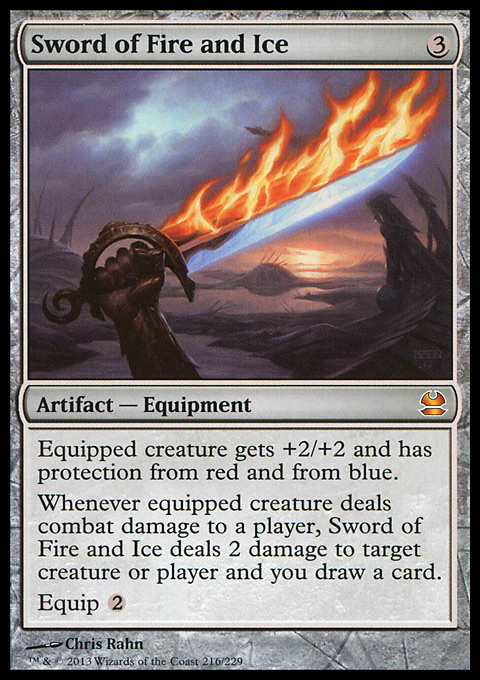 Sword of Fire and Ice 3
Artifact — Equipment
Equipped creature gets +2/+2 and has
protection from red and from blue.
Whenever equipped creature deals
combat damage to a player, Sword of
Fire and Ice deals 2 damage to target
creature or player and you draw a card.
Equip 2
Chris Rahn
™ & © 2013 Wizards of the Coast 216/229